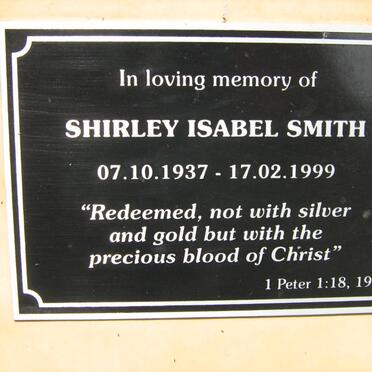 In loving memory of
SHIRLEY ISABEL SMITH
07.10.1937 - 17.02.1999
“Redeemed, not with silver
and gold but with the
precious blood of Christ”
1 Peter 1:18, 19